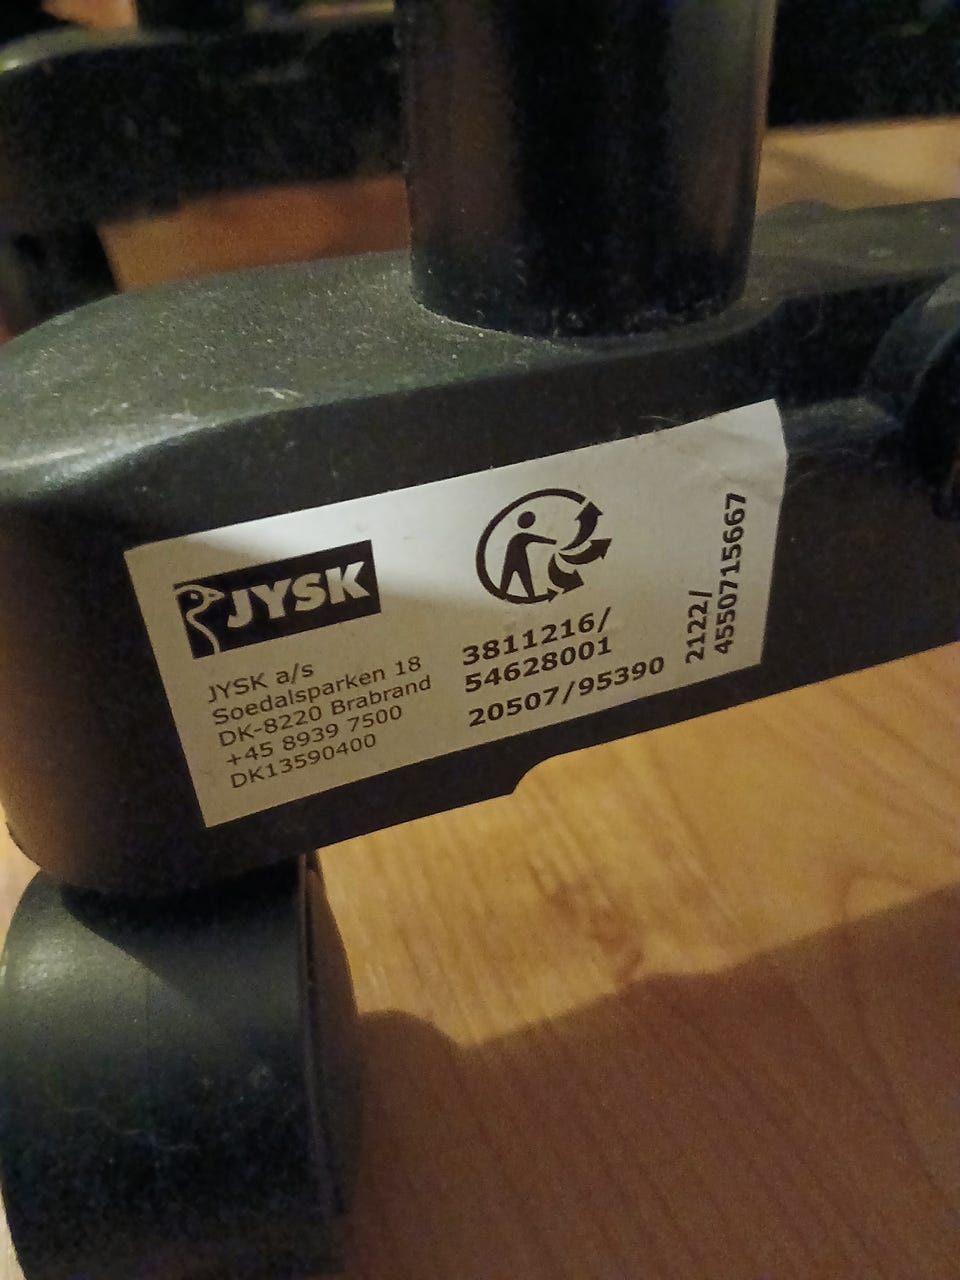 JYSK
JYSK a/s
Soedalsparken 18
DK-8220 Brabrand
+45 8939 7500
DK13590400
3811216/
54628001
20507/95390
2122/
4550715667